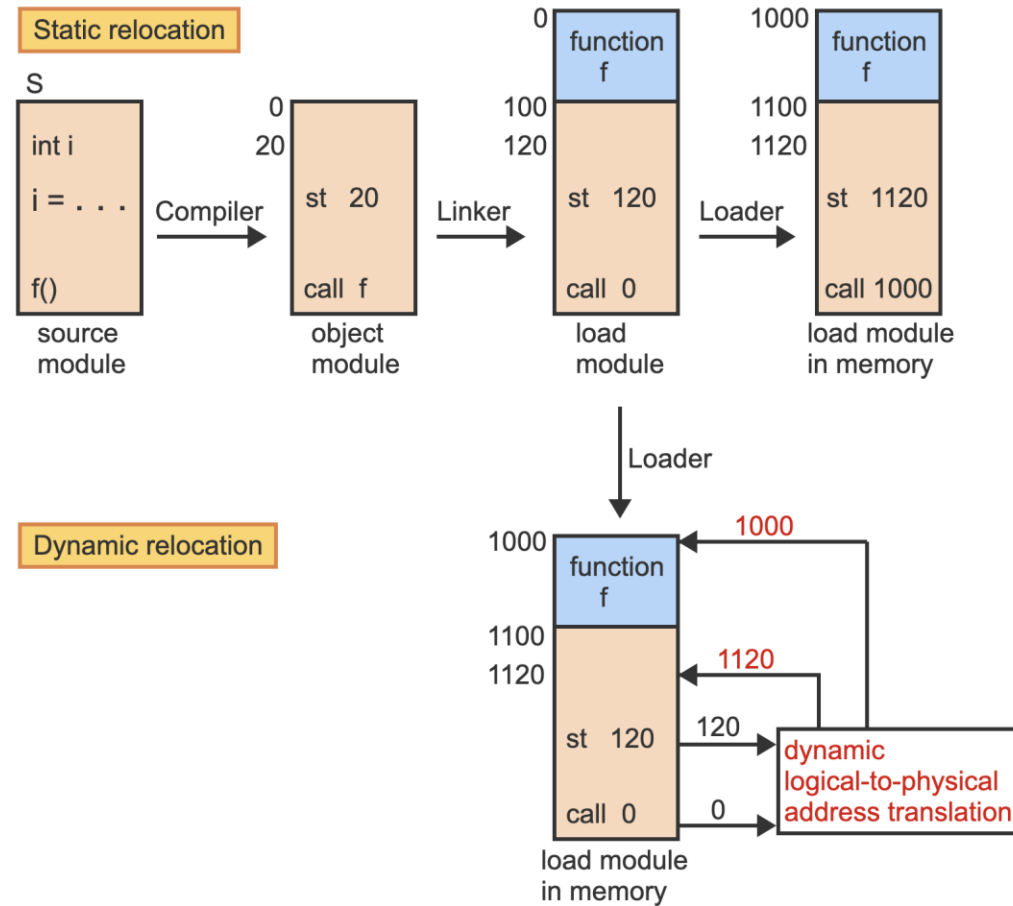 Static relocation
S
int i
i = . . .
f()
source
module
Compiler
0
20
st 20
call f
object
module
Linker
0
function
f
100
120
st 120
call 0
load
module
Loader
1000
function
f
1100
1120
st 1120
call 1000
load module
in memory
Loader
Dynamic relocation
1000
function
f
1100
1120
st 120
call 0
load module
in memory
1000
1120
120
0
dynamic
logical-to-physical
address translation